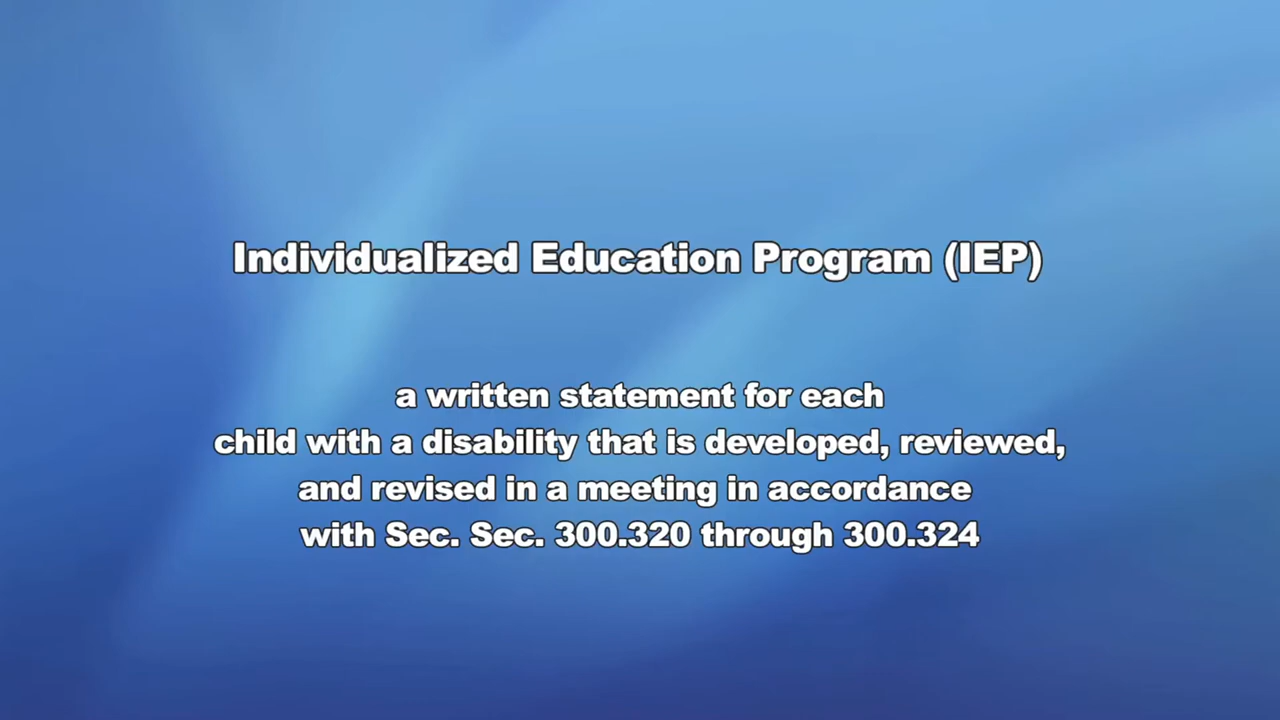 Individualized Education Program (IEP)
a written statement for each
child with a disability that is developed, reviewed,
and revised in a meeting in accordance
with Sec. Sec. 300.320 through 300.324